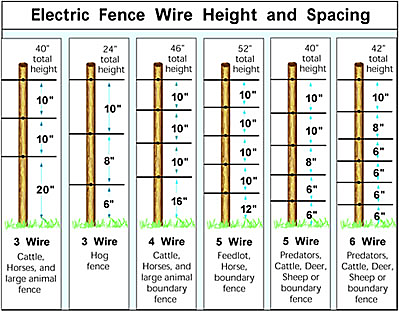 Electric Fence Wire Height and Spacing
40"
total
height
10"
10"
20"
3 Wire
Cattle,
Horses, and
large animal
fence
24"
total
height
10"
8"
6"
3 Wire
Hog
fence
46"
total
height
10"
10"
10"
16"
4 Wire
Cattle,
Horses, and
large animal
boundary
fence
52"
total
height
10"
10"
10"
10"
12"
5 Wire
Feedlot,
Horse,
boundary
fence
40"
total
height
10"
10"
8"
6"
6"
5 Wire
Predators,
Cattle, Deer,
Sheep or
boundary
fence
42"
total
height
10"
8"
6"
6"
6"
6"
6 Wire
Predators,
Cattle, Deer,
Sheep or
boundary
fence